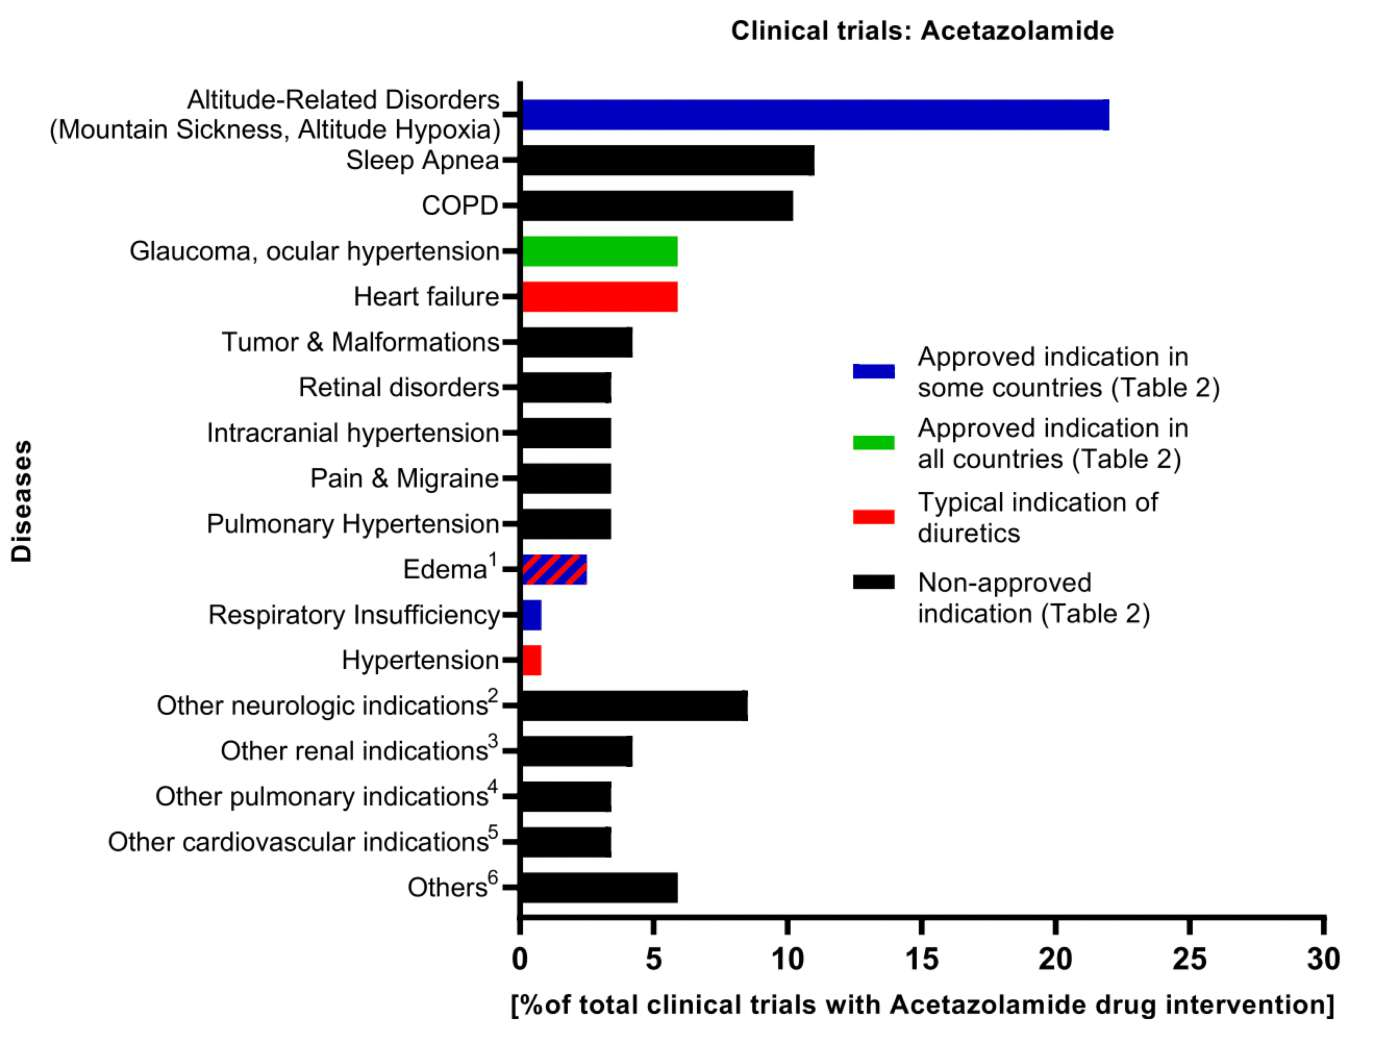 Clinical trials: Acetazolamide
Altitude-Related Disorders
(Mountain Sickness, Altitude Hypoxia)
Sleep Apnea
COPD
Glaucoma, ocular hypertension
Heart failure
Tumor & Malformations
Retinal disorders
Intracranial hypertension
Pain & Migraine
Pulmonary Hypertension
Edema¹
Respiratory Insufficiency
Hypertension
Other neurologic indications²
Other renal indications³
Other pulmonary indications⁴
Other cardiovascular indications⁵
Others⁶
Diseases
Approved indication in
some countries (Table 2)
Approved indication in
all countries (Table 2)
Typical indication of
diuretics
Non-approved
indication (Table 2)
0 5 10 15 20 25 30
[%of total clinical trials with Acetazolamide drug intervention]